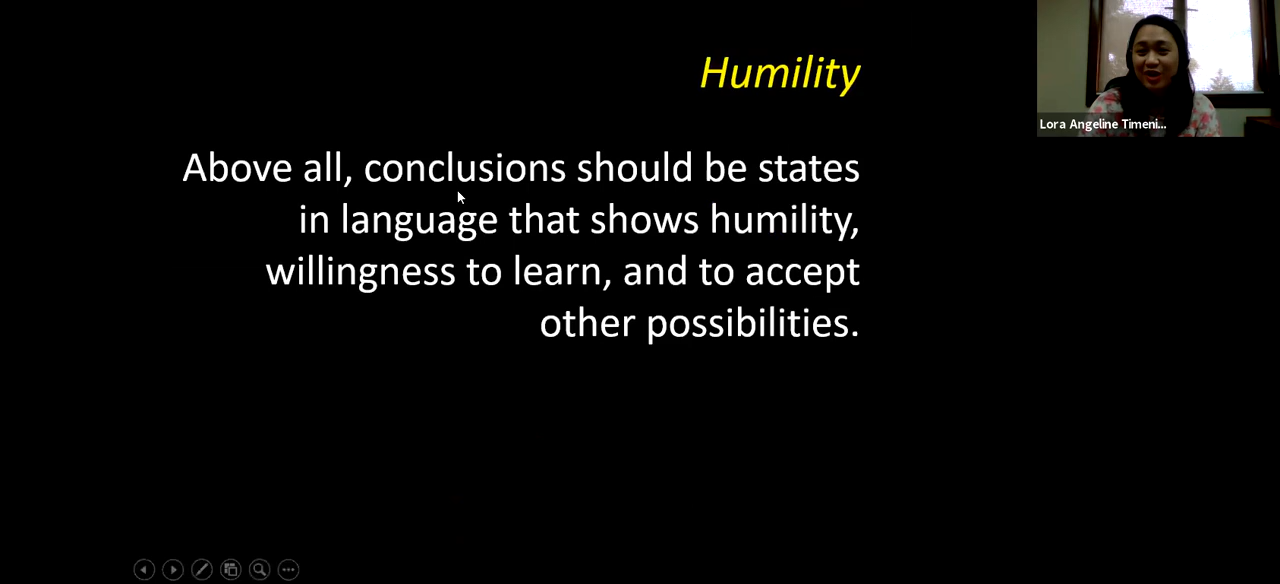 Humility
Lora Angeline Timeni...
Above all, conclusions should be states
in language that shows humility,
willingness to learn, and to accept
other possibilities.